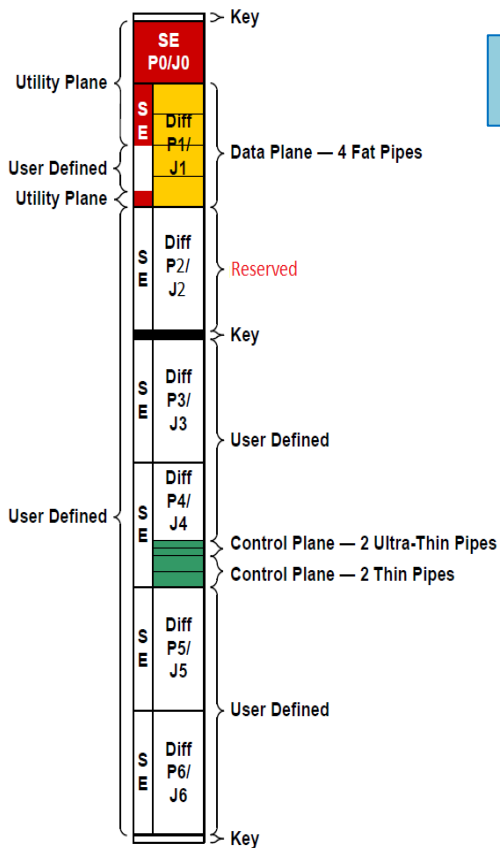 Key
SE
P0/J0
Utility Plane
S
E
Diff
P1/
J1
Data Plane — 4 Fat Pipes
User Defined
Utility Plane
S
E
Diff
P2/
J2
Reserved
Key
S
E
Diff
P3/
J3
User Defined
User Defined
S
E
Diff
P4/
J4
Control Plane — 2 Ultra-Thin Pipes
Control Plane — 2 Thin Pipes
S
E
Diff
P5/
J5
User Defined
S
E
Diff
P6/
J6
Key